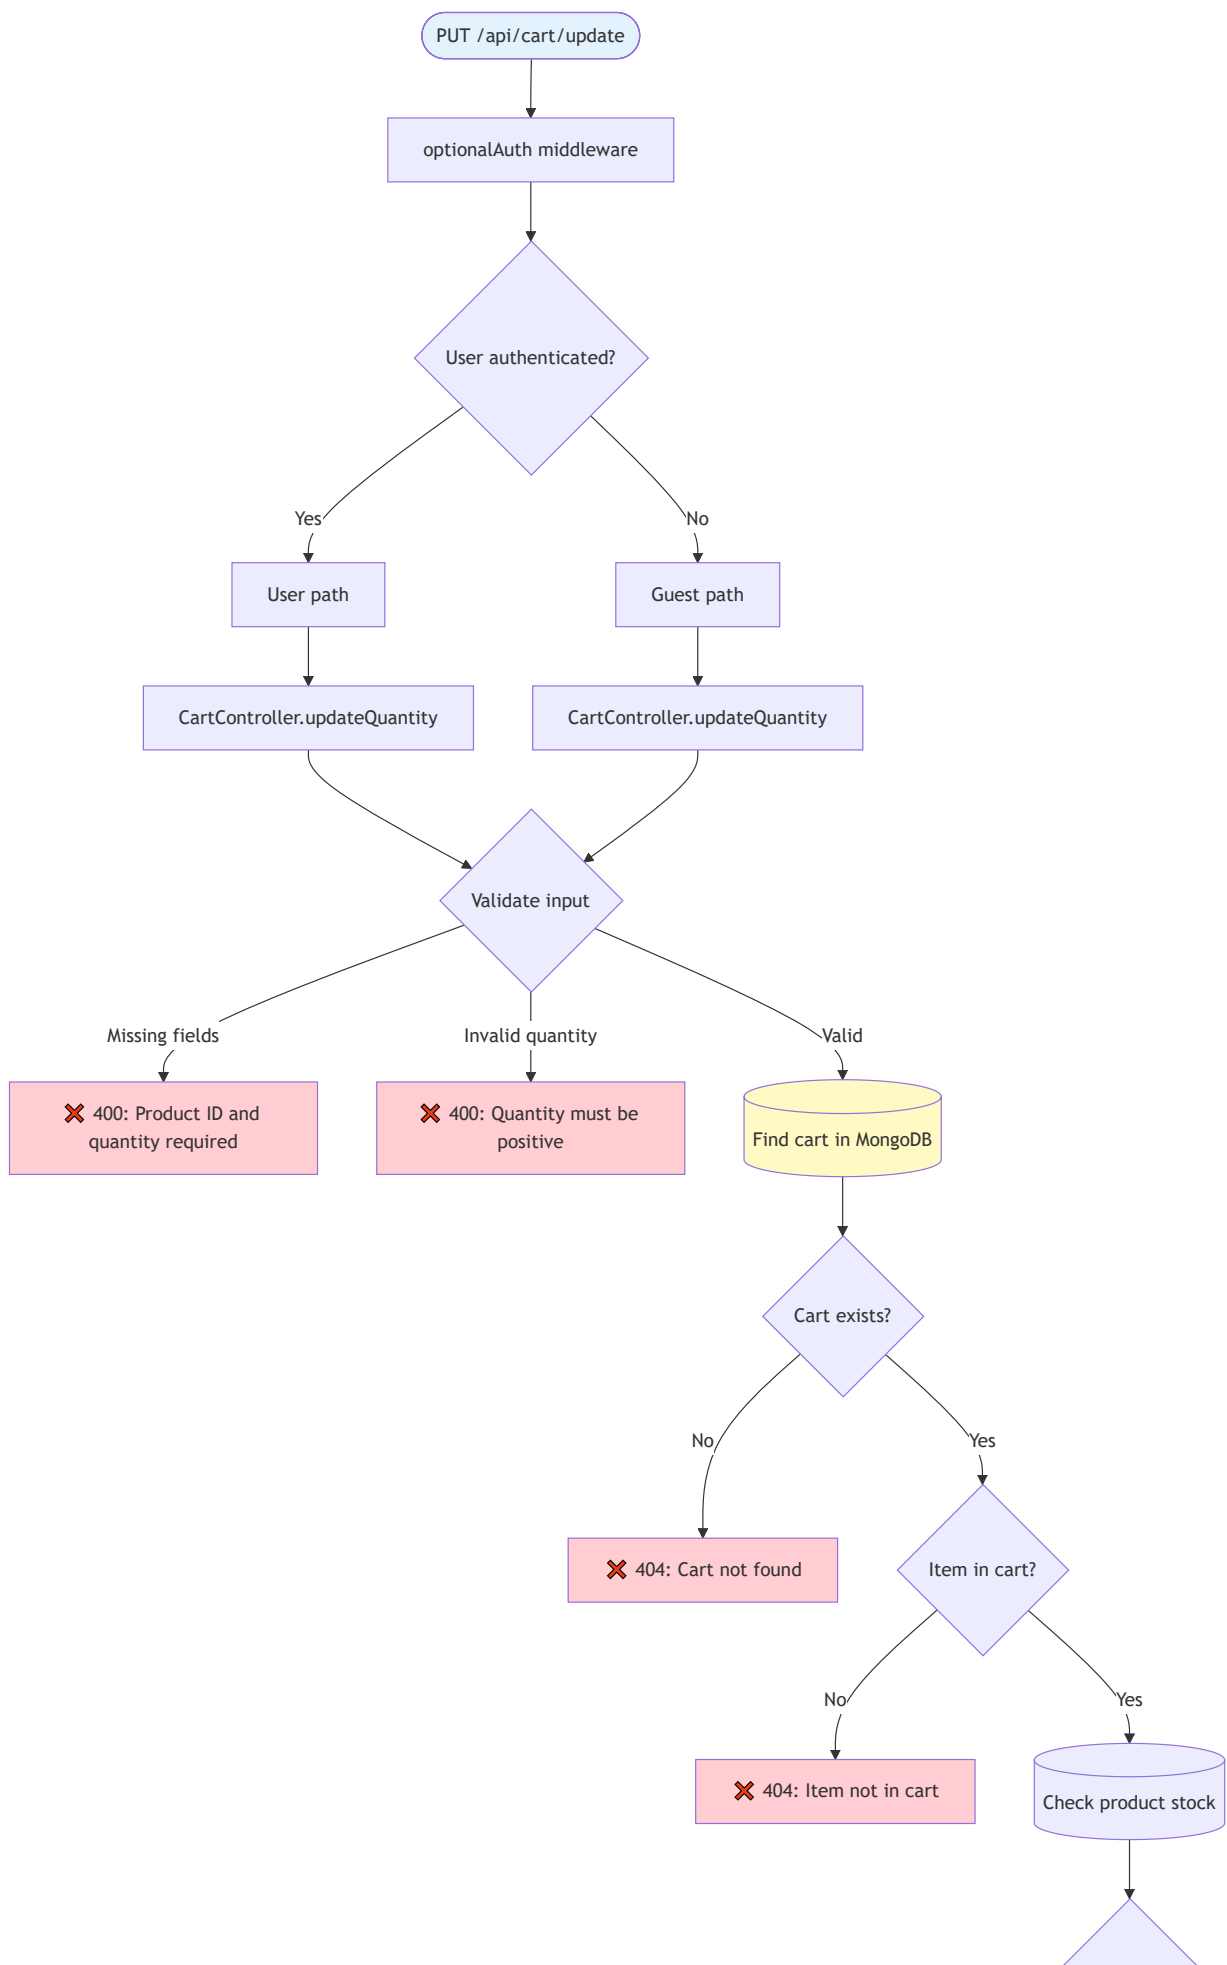 PUT /api/cart/update
optionalAuth middleware
User authenticated?
Yes
No
User path
Guest path
CartController.updateQuantity
CartController.updateQuantity
Validate input
Missing fields
Invalid quantity
Valid
❌ 400: Product ID and
quantity required
❌ 400: Quantity must be
positive
Find cart in MongoDB
Cart exists?
No
Yes
❌ 404: Cart not found
Item in cart?
No
Yes
❌ 404: Item not in cart
Check product stock